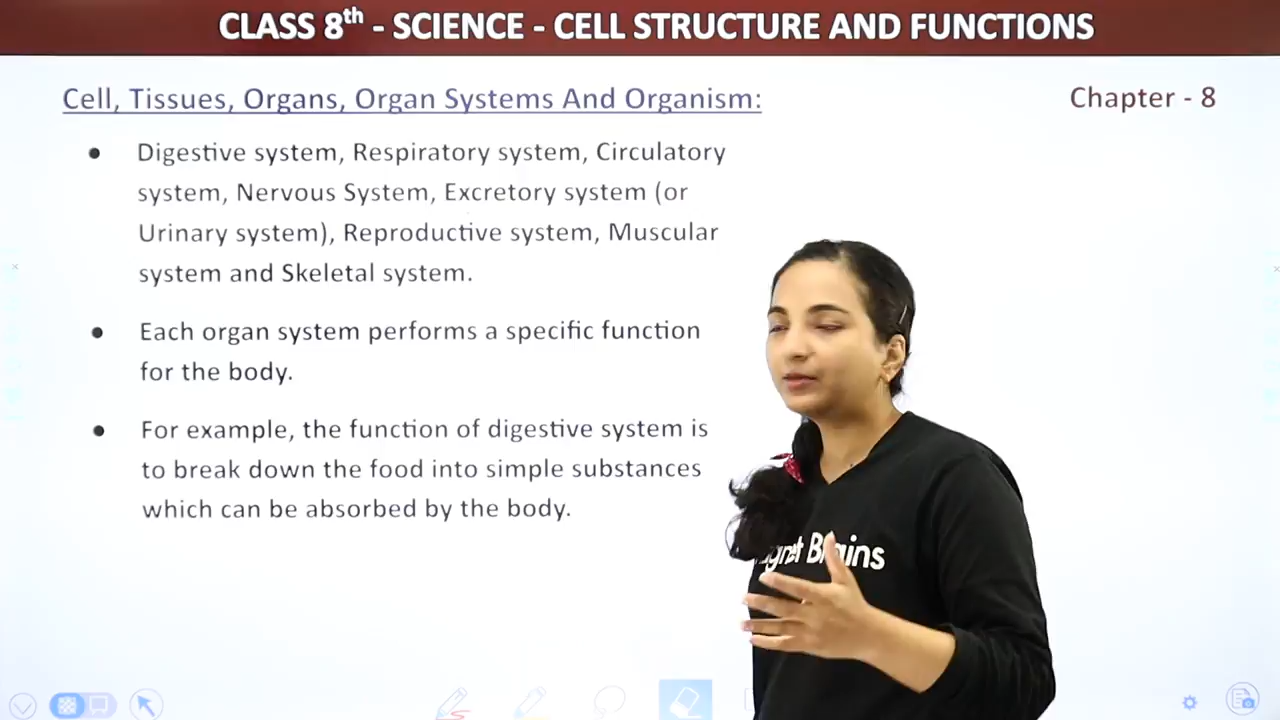 CLASS 8th - SCIENCE - CELL STRUCTURE AND FUNCTIONS
Cell, Tissues, Organs, Organ Systems And Organism:
Chapter - 8
Digestive system, Respiratory system, Circulatory
system, Nervous System, Excretory system (or
Urinary system), Reproductive system, Muscular
system and Skeletal system.
Each organ system performs a specific function
for the body.
For example, the function of digestive system is
to break down the food into simple substances
which can be absorbed by the body.